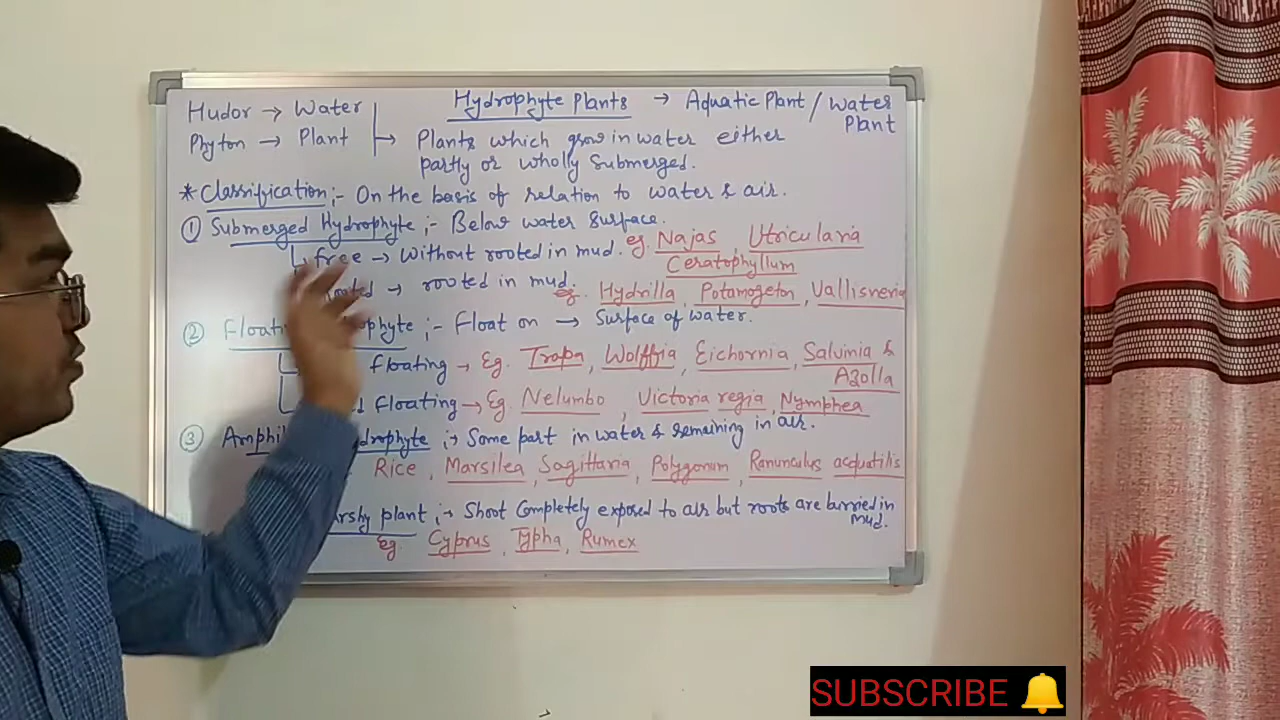 Hudor → Water
Phyton → Plant
Hydrophyte Plants → Aquatic Plant / Water Plant
→ Plants which grow in water either
partly or wholly submerged.
* Classification :- On the basis of relation to water & air.
① Submerged Hydrophyte :- Below water surface.
↳ free → Without rooted in mud. eg. Najas, Utricularia
Ceratophyllum
rooted → rooted in mud. eg. Hydrilla, Potamogeton, Vallisneria
② Floati phyte :- Float on → Surface of water.
floating → Eg. Trapa, Wolffia, Eichornia, Salvinia &
Azolla
d Floating → Eg. Nelumbo, Victoria regia, Nymphea
③ Amphi drophyte :→ Some part in water & remaining in air.
Rice, Marsilea, Sagittaria, Polygonum, Ranunculus acquatilis
arshy plant :→ Shoot Completely exposed to air but roots are burried in
mud.
Eg. Cyprus, Typha, Rumex
SUBSCRIBE 🔔